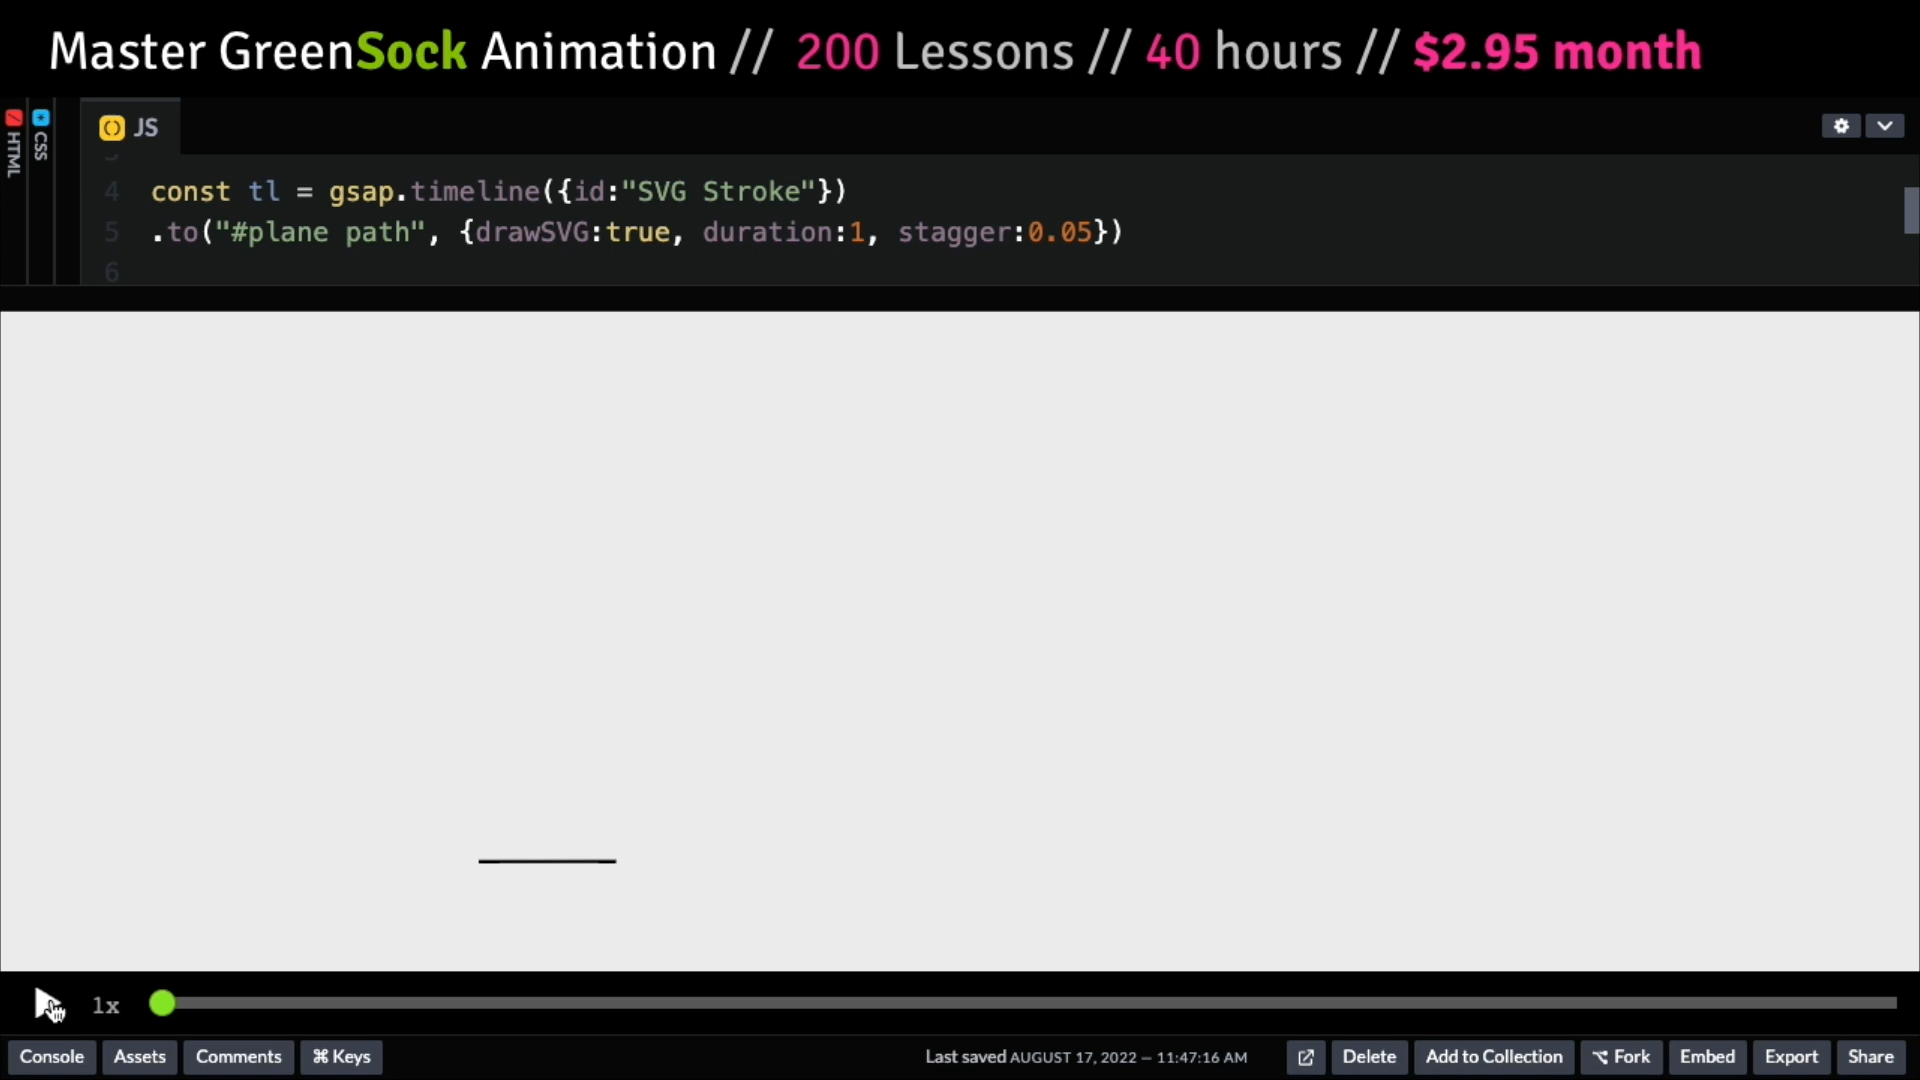 Master GreenSock Animation // 200 Lessons // 40 hours // $2.95 month
HTML
CSS
JS
4 const tl = gsap.timeline({id:"SVG Stroke"})
5 .to("#plane path", {drawSVG:true, duration:1, stagger:0.05})
6
1x
Console Assets Comments ⌘ Keys Last saved AUGUST 17, 2022 — 11:47:16 AM Delete Add to Collection Fork Embed Export Share